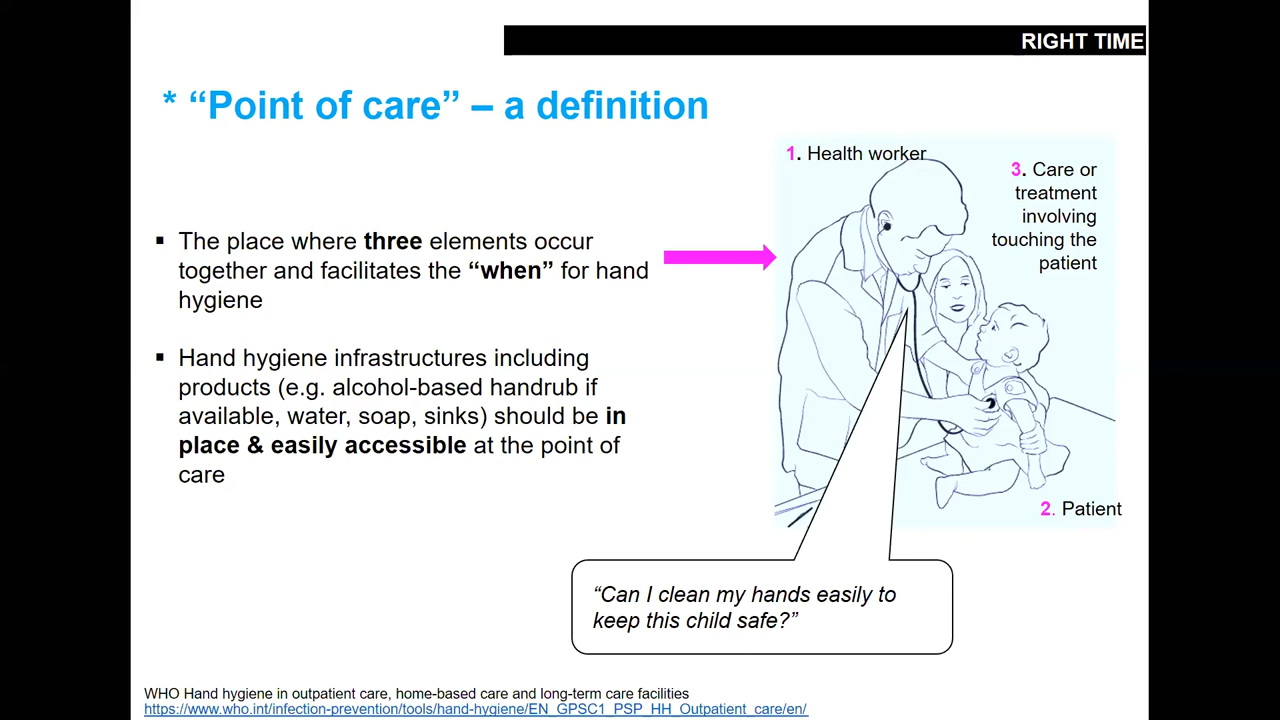 RIGHT TIME
* “Point of care” – a definition
▪ The place where three elements occur
together and facilitates the “when” for hand
hygiene
▪ Hand hygiene infrastructures including
products (e.g. alcohol-based handrub if
available, water, soap, sinks) should be in
place & easily accessible at the point of
care
1. Health worker
3. Care or
treatment
involving
touching the
patient
2. Patient
“Can I clean my hands easily to
keep this child safe?”
WHO Hand hygiene in outpatient care, home-based care and long-term care facilities
https://www.who.int/infection-prevention/tools/hand-hygiene/EN_GPSC1_PSP_HH_Outpatient_care/en/